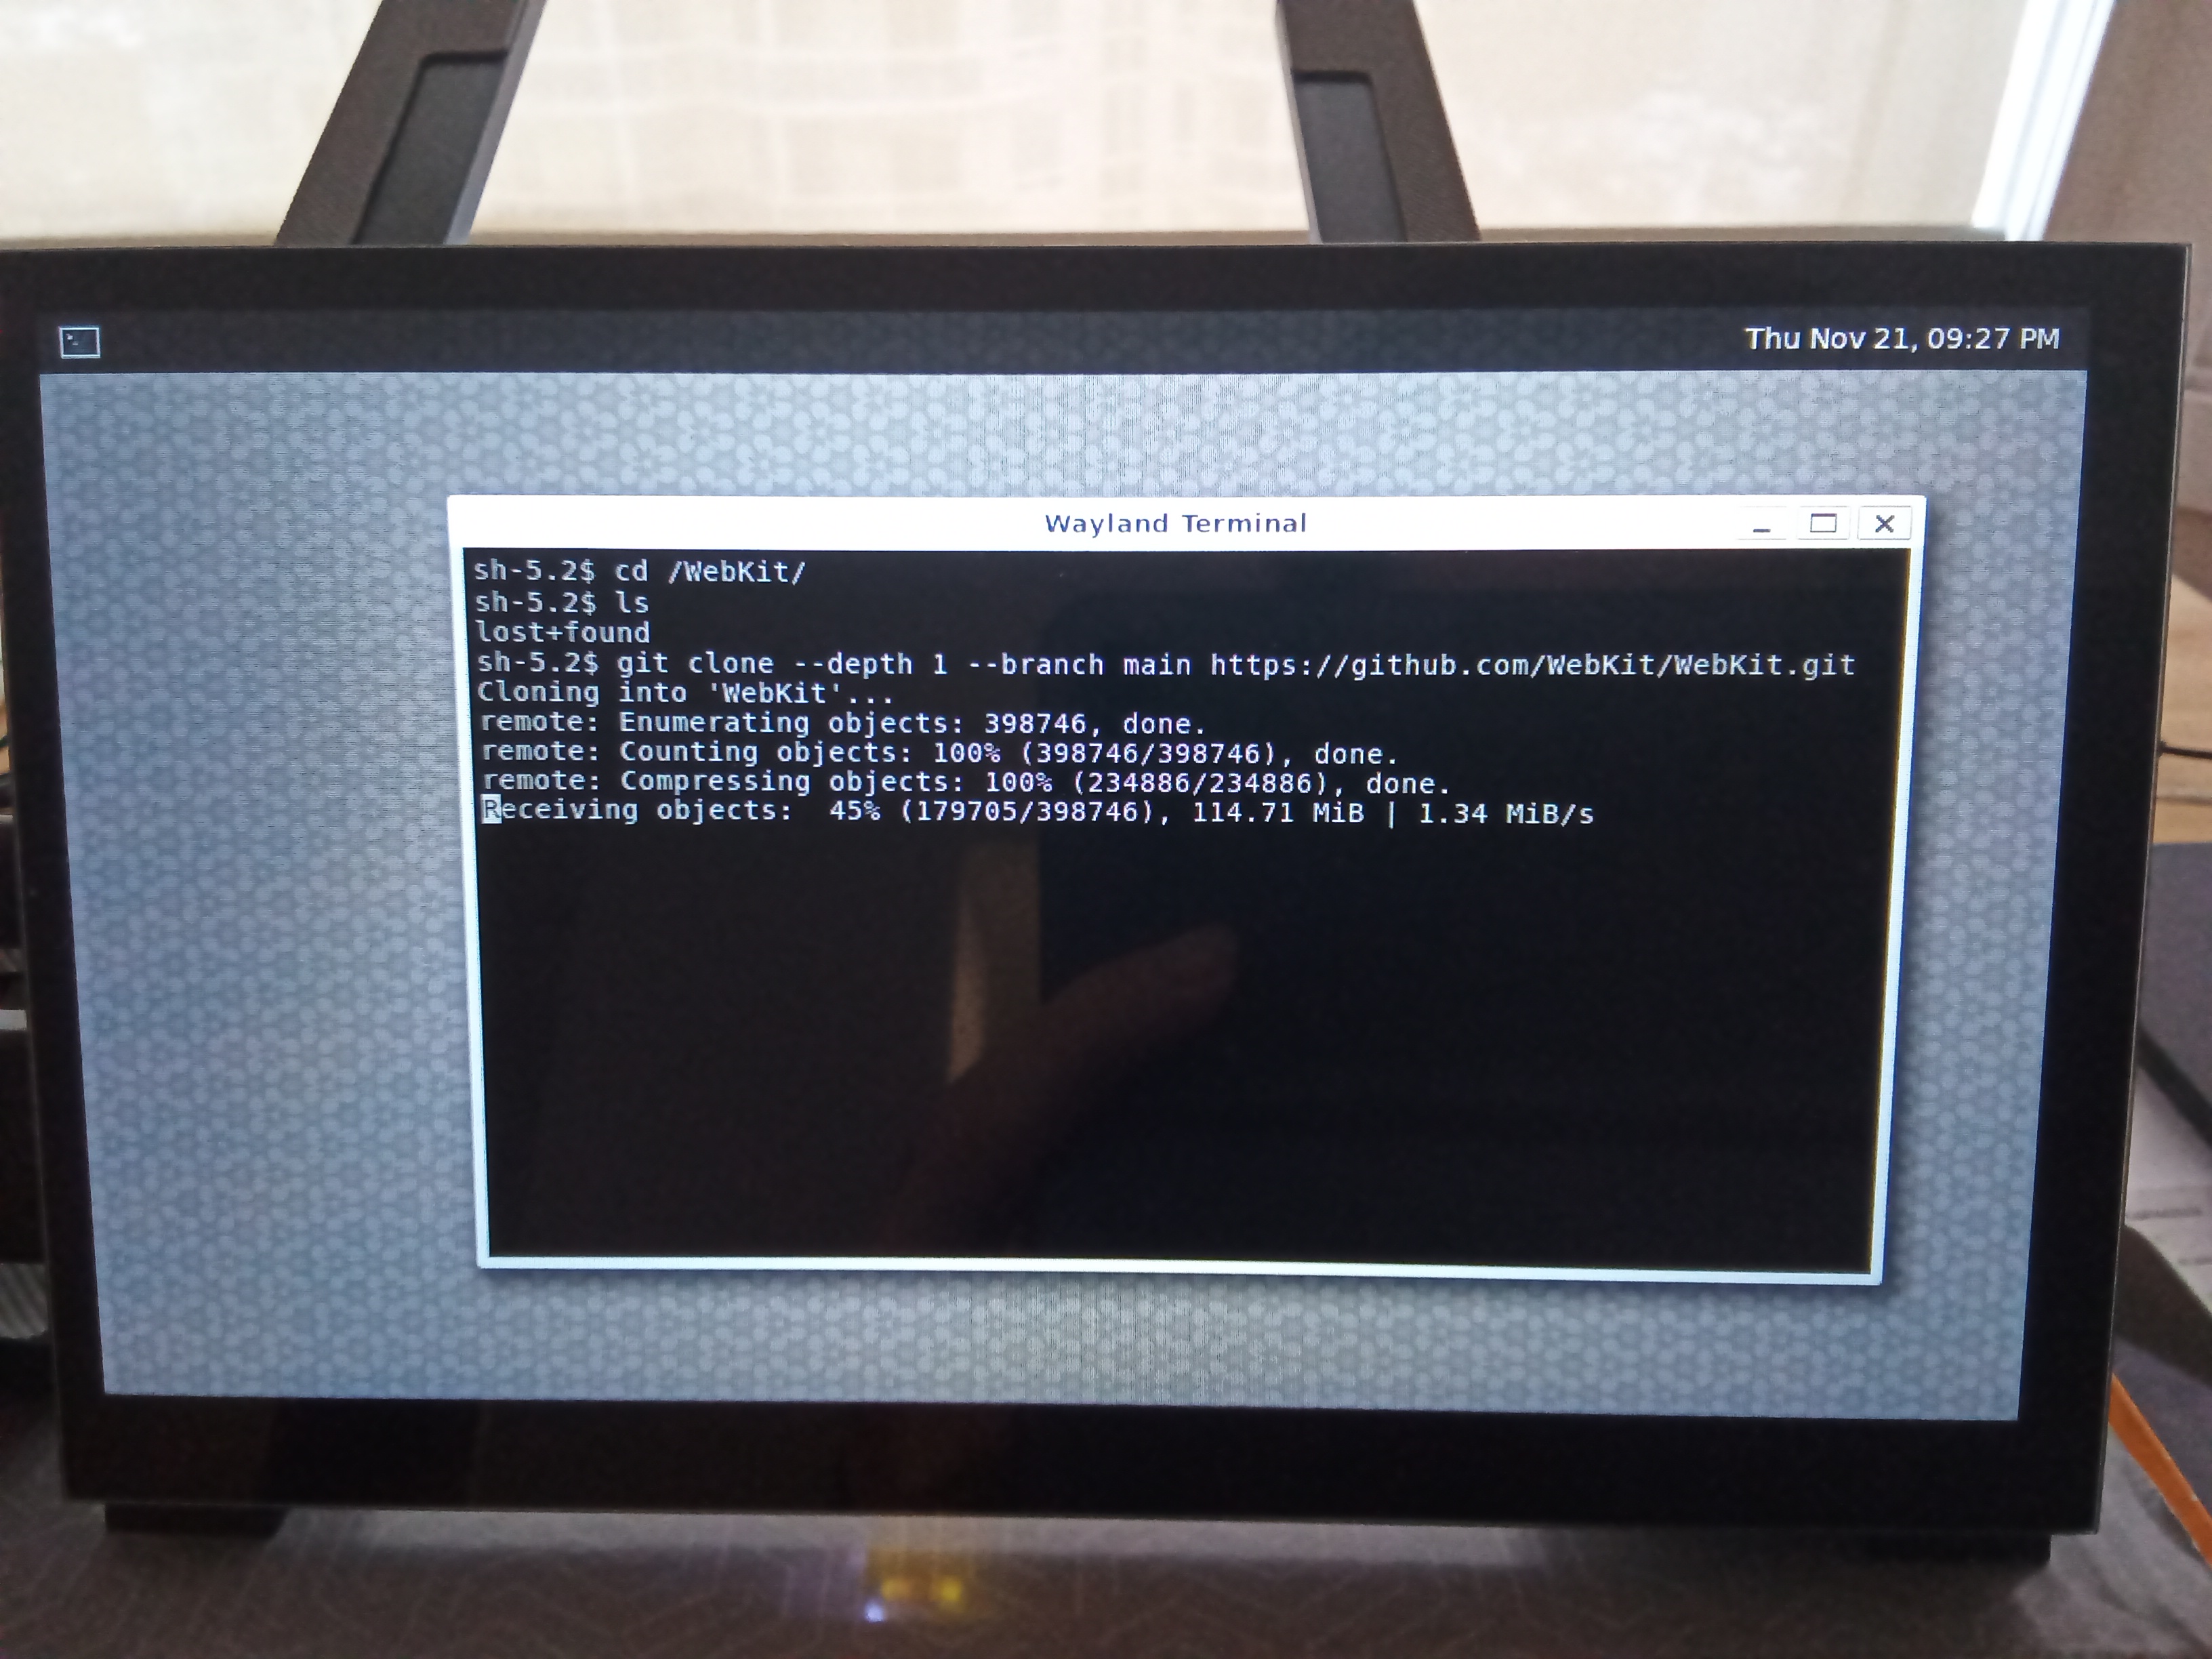 Thu Nov 21, 09:27 PM
Wayland Terminal
sh-5.2$ cd /WebKit/
sh-5.2$ ls
lost+found
sh-5.2$ git clone --depth 1 --branch main https://github.com/WebKit/WebKit.git
Cloning into 'WebKit'...
remote: Enumerating objects: 398746, done.
remote: Counting objects: 100% (398746/398746), done.
remote: Compressing objects: 100% (234886/234886), done.
Receiving objects:  45% (179705/398746), 114.71 MiB | 1.34 MiB/s